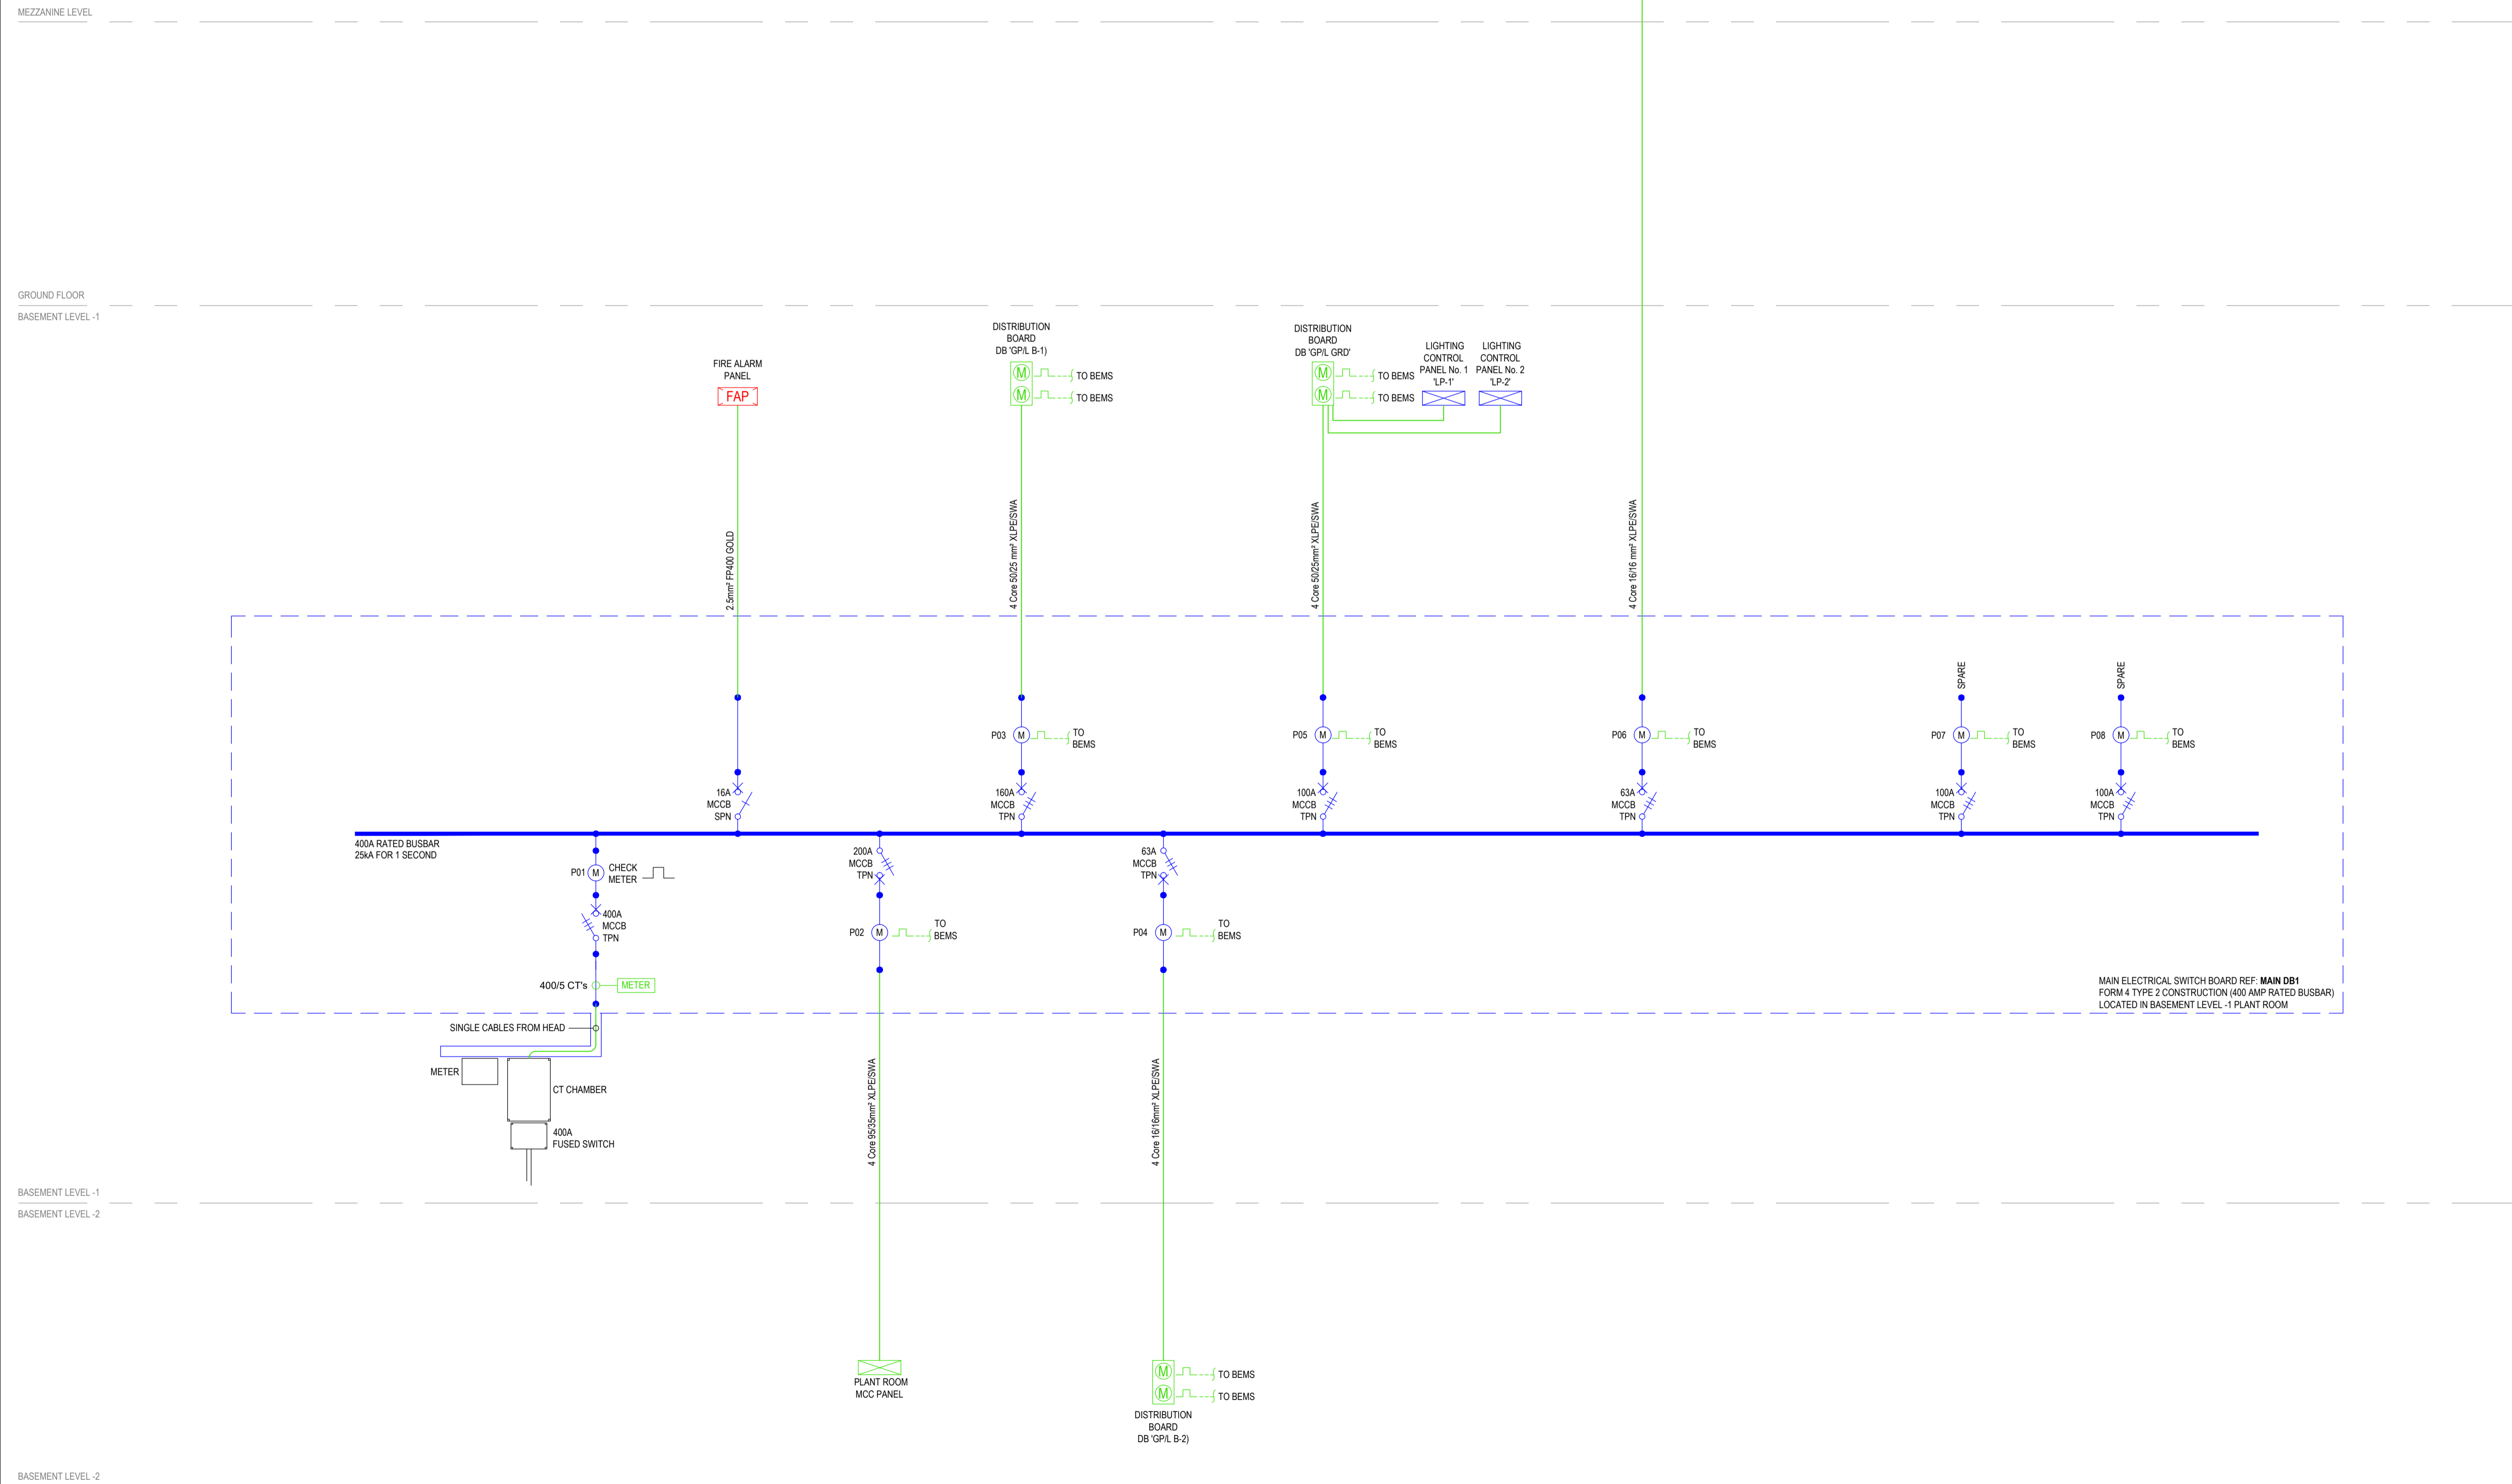 MEZZANINE LEVEL
GROUND FLOOR
BASEMENT LEVEL -1
FIRE ALARM
PANEL
FAP
2.5mm² FP400 GOLD
DISTRIBUTION
BOARD
DB 'GP/L B-1)
M
TO BEMS
M
TO BEMS
4 Core 50/25 mm² XLPE/SWA
DISTRIBUTION
BOARD
DB 'GP/L GRD'
M
TO BEMS
M
TO BEMS
LIGHTING
CONTROL
PANEL No. 1
'LP-1'
LIGHTING
CONTROL
PANEL No. 2
'LP-2'
4 Core 50/25mm² XLPE/SWA
4 Core 16/16 mm² XLPE/SWA
16A
MCCB
SPN
P03
M
TO
BEMS
160A
MCCB
TPN
P05
M
TO
BEMS
100A
MCCB
TPN
P06
M
TO
BEMS
63A
MCCB
TPN
SPARE
P07
M
TO
BEMS
100A
MCCB
TPN
SPARE
P08
M
TO
BEMS
100A
MCCB
TPN
400A RATED BUSBAR
25kA FOR 1 SECOND
P01
M
CHECK
METER
400A
MCCB
TPN
400/5 CT's
METER
SINGLE CABLES FROM HEAD
METER
CT CHAMBER
400A
FUSED SWITCH
200A
MCCB
TPN
P02
M
TO
BEMS
4 Core 95/35mm² XLPE/SWA
63A
MCCB
TPN
P04
M
TO
BEMS
4 Core 16/16mm² XLPE/SWA
MAIN ELECTRICAL SWITCH BOARD REF: MAIN DB1
FORM 4 TYPE 2 CONSTRUCTION (400 AMP RATED BUSBAR)
LOCATED IN BASEMENT LEVEL -1 PLANT ROOM
BASEMENT LEVEL -1
BASEMENT LEVEL -2
PLANT ROOM
MCC PANEL
M
TO BEMS
M
TO BEMS
DISTRIBUTION
BOARD
DB 'GP/L B-2)
BASEMENT LEVEL -2